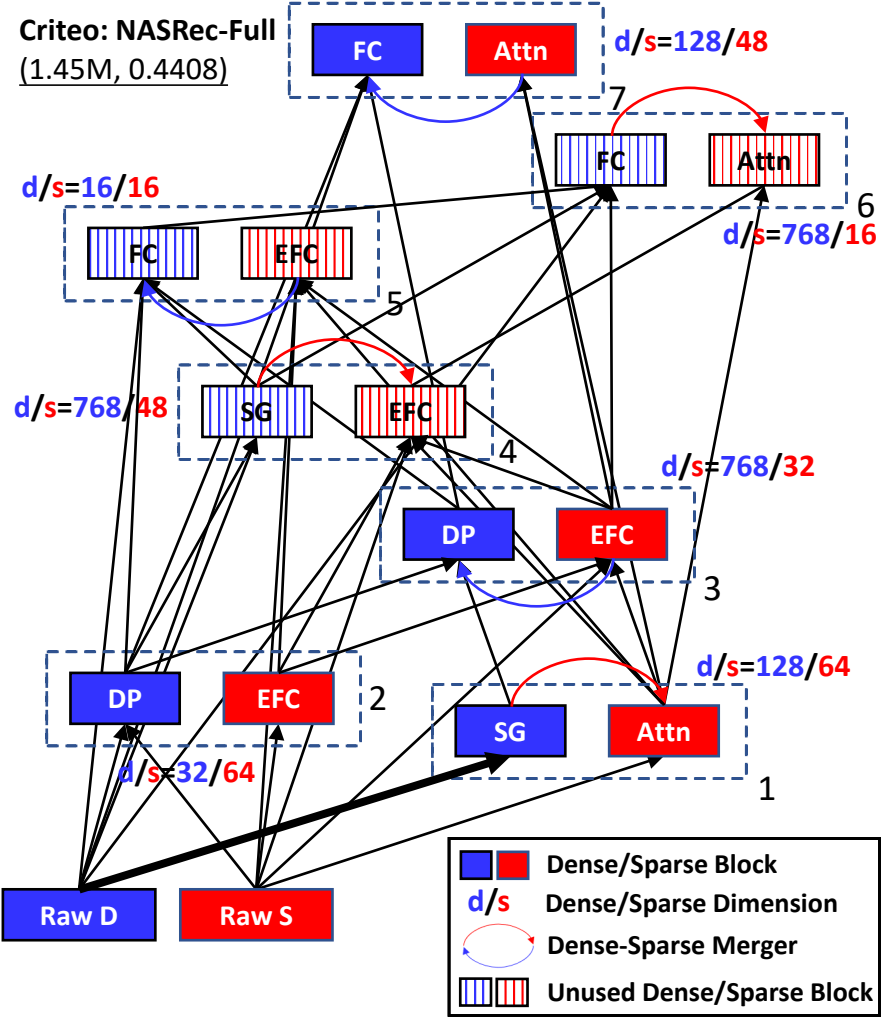 Criteo: NASRec-Full
(1.45M, 0.4408)
FC Attn
d/s=128/48
7
FC Attn
6
d/s=768/16
d/s=16/16
FC EFC
5
SG EFC
d/s=768/48
4
d/s=768/32
DP EFC
3
d/s=128/64
DP EFC
2
SG Attn
d/s=32/64
1
Raw D Raw S
Dense/Sparse Block
d/s Dense/Sparse Dimension
Dense-Sparse Merger
Unused Dense/Sparse Block